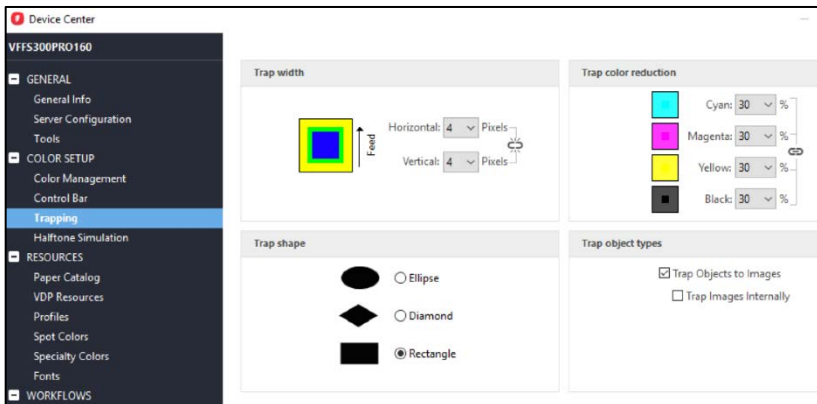 Device Center
VFFS300PRO160
GENERAL
General Info
Server Configuration
Tools
COLOR SETUP
Color Management
Control Bar
Trapping
Halftone Simulation
RESOURCES
Paper Catalog
VDP Resources
Profiles
Spot Colors
Specialty Colors
Fonts
WORKFLOWS
Trap width
Feed
Horizontal: 4 Pixels
Vertical: 4 Pixels
Trap color reduction
Cyan: 30 %
Magenta: 30 %
Yellow: 30 %
Black: 30 %
Trap shape
Ellipse
Diamond
Rectangle
Trap object types
Trap Objects to Images
Trap Images Internally